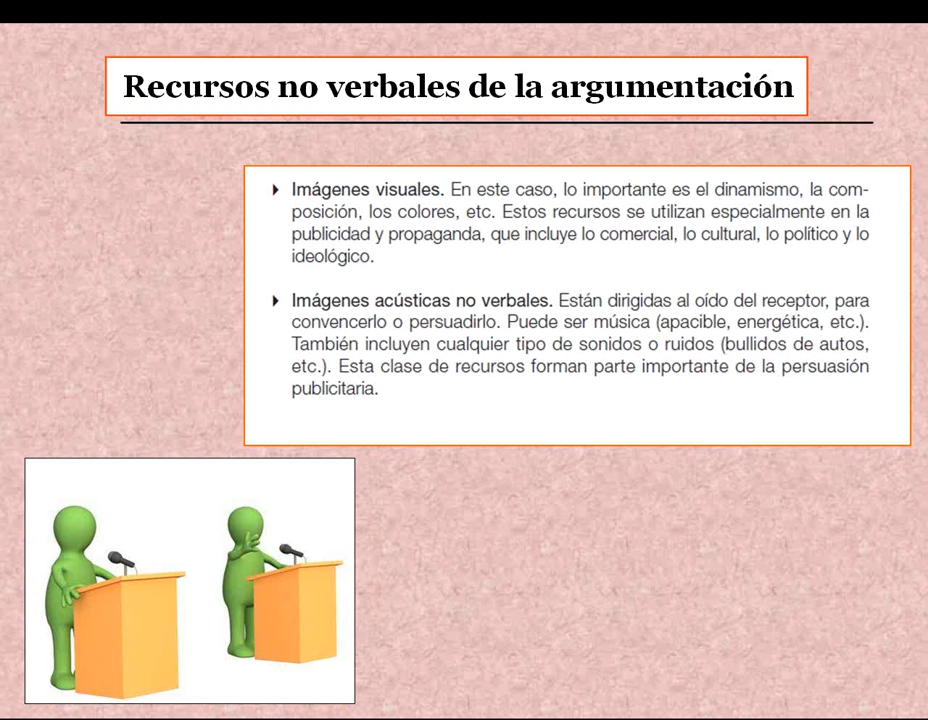 Recursos no verbales de la argumentación
Imágenes visuales. En este caso, lo importante es el dinamismo, la com-
posición, los colores, etc. Estos recursos se utilizan especialmente en la
publicidad y propaganda, que incluye lo comercial, lo cultural, lo político y lo
ideológico.
Imágenes acústicas no verbales. Están dirigidas al oído del receptor, para
convencerlo o persuadirlo. Puede ser música (apacible, energética, etc.).
También incluyen cualquier tipo de sonidos o ruidos (bullidos de autos,
etc.). Esta clase de recursos forman parte importante de la persuasión
publicitaria.